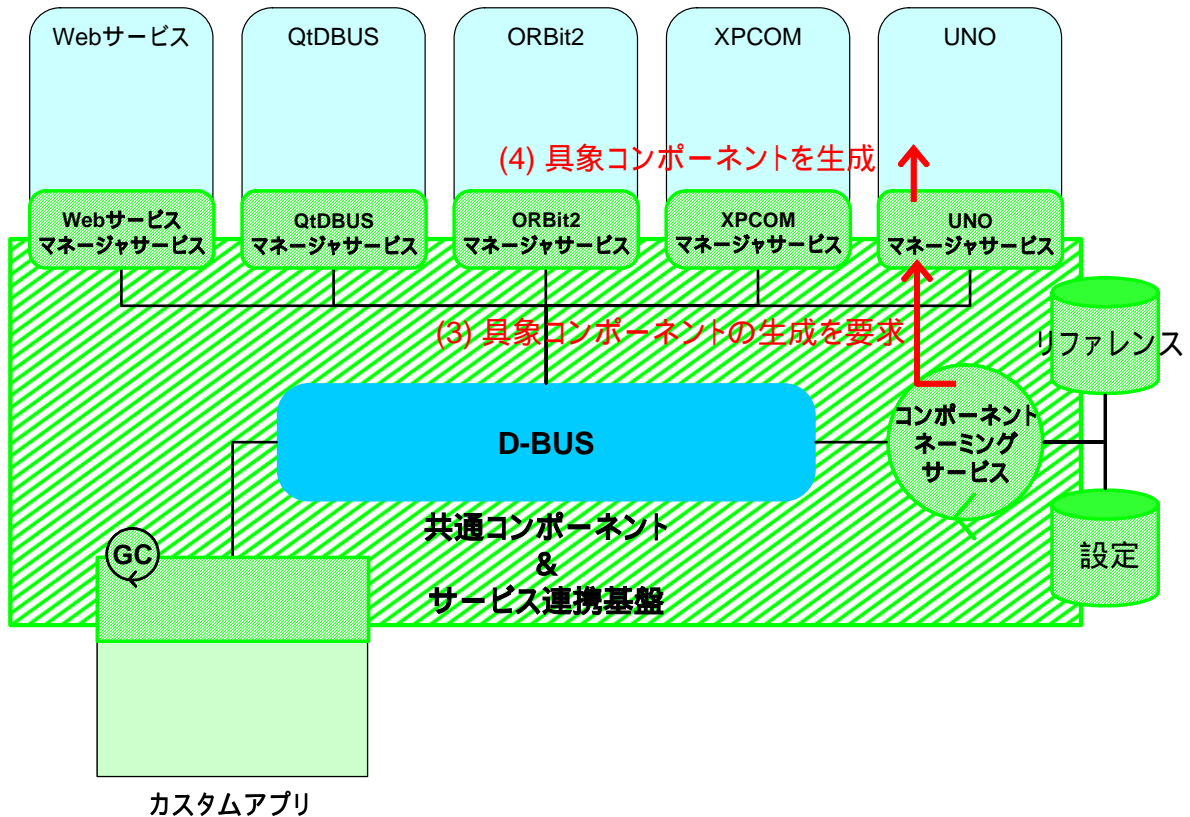 Webサービス
QtDBUS
ORBit2
XPCOM
UNO
(4) 具象コンポーネントを生成
Webサービス
マネージャサービス
QtDBUS
マネージャサービス
ORBit2
マネージャサービス
XPCOM
マネージャサービス
UNO
マネージャサービス
(3) 具象コンポーネントの生成を要求
リファレンス
コンポーネント
ネーミング
サービス
D-BUS
共通コンポーネント
&
サービス連携基盤
GC
設定
カスタムアプリ